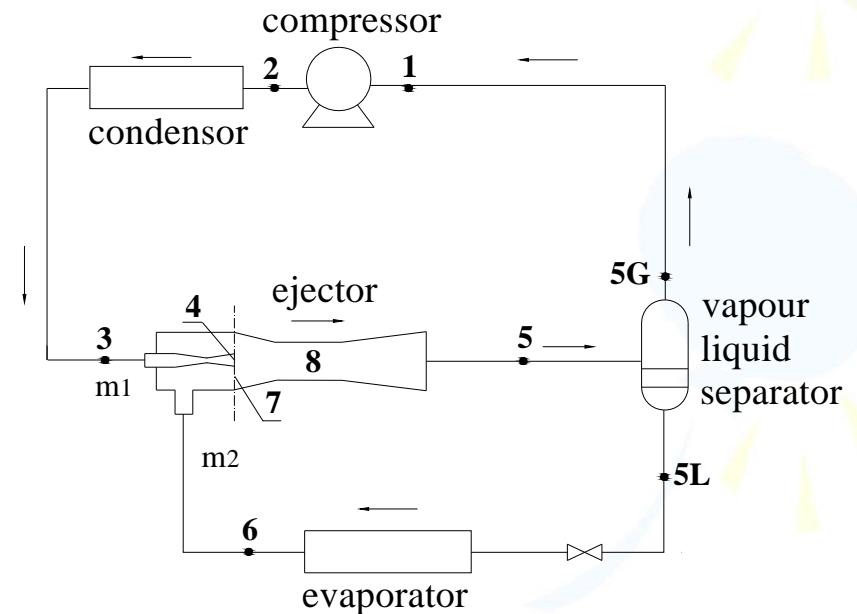 compressor
2
1
condensor
5G
ejector
4
vapour
liquid
separator
3
5
8
m1
7
m2
5L
6
evaporator